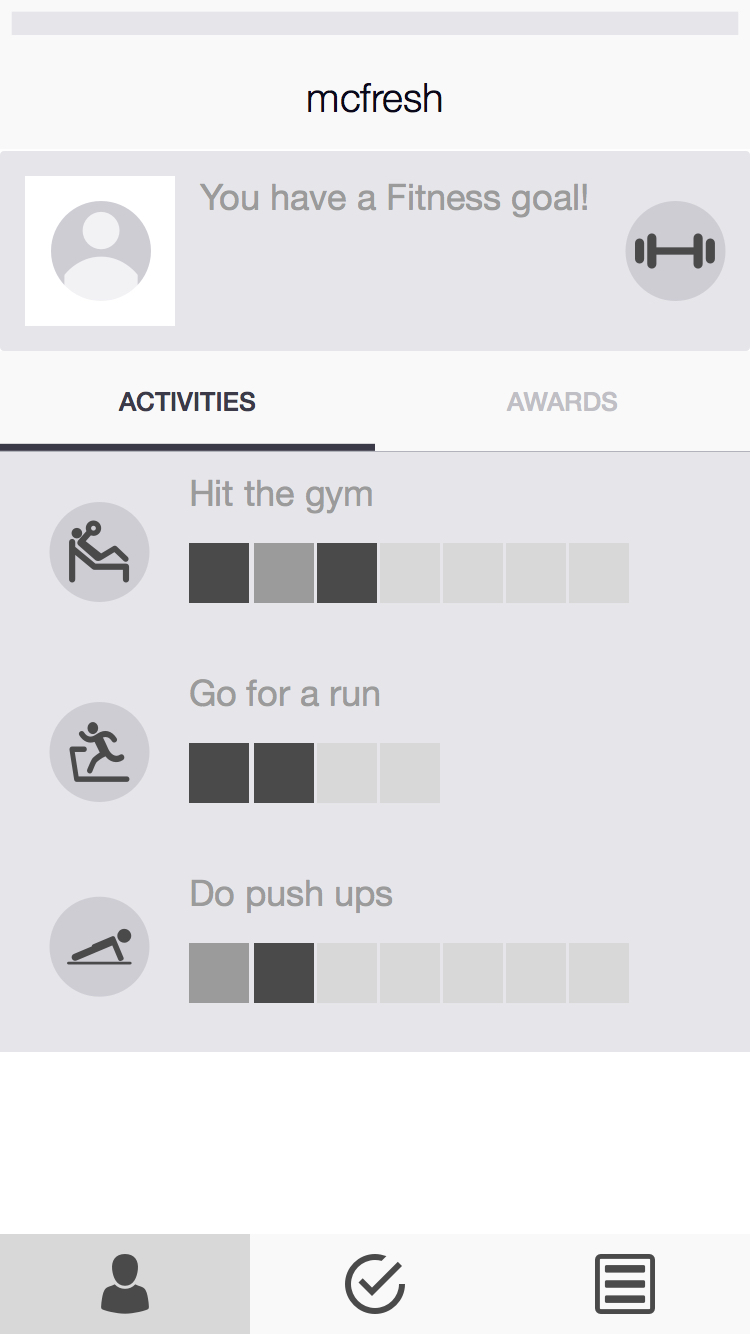 mcfresh
You have a Fitness goal!
ACTIVITIES
AWARDS
Hit the gym
Go for a run
Do push ups